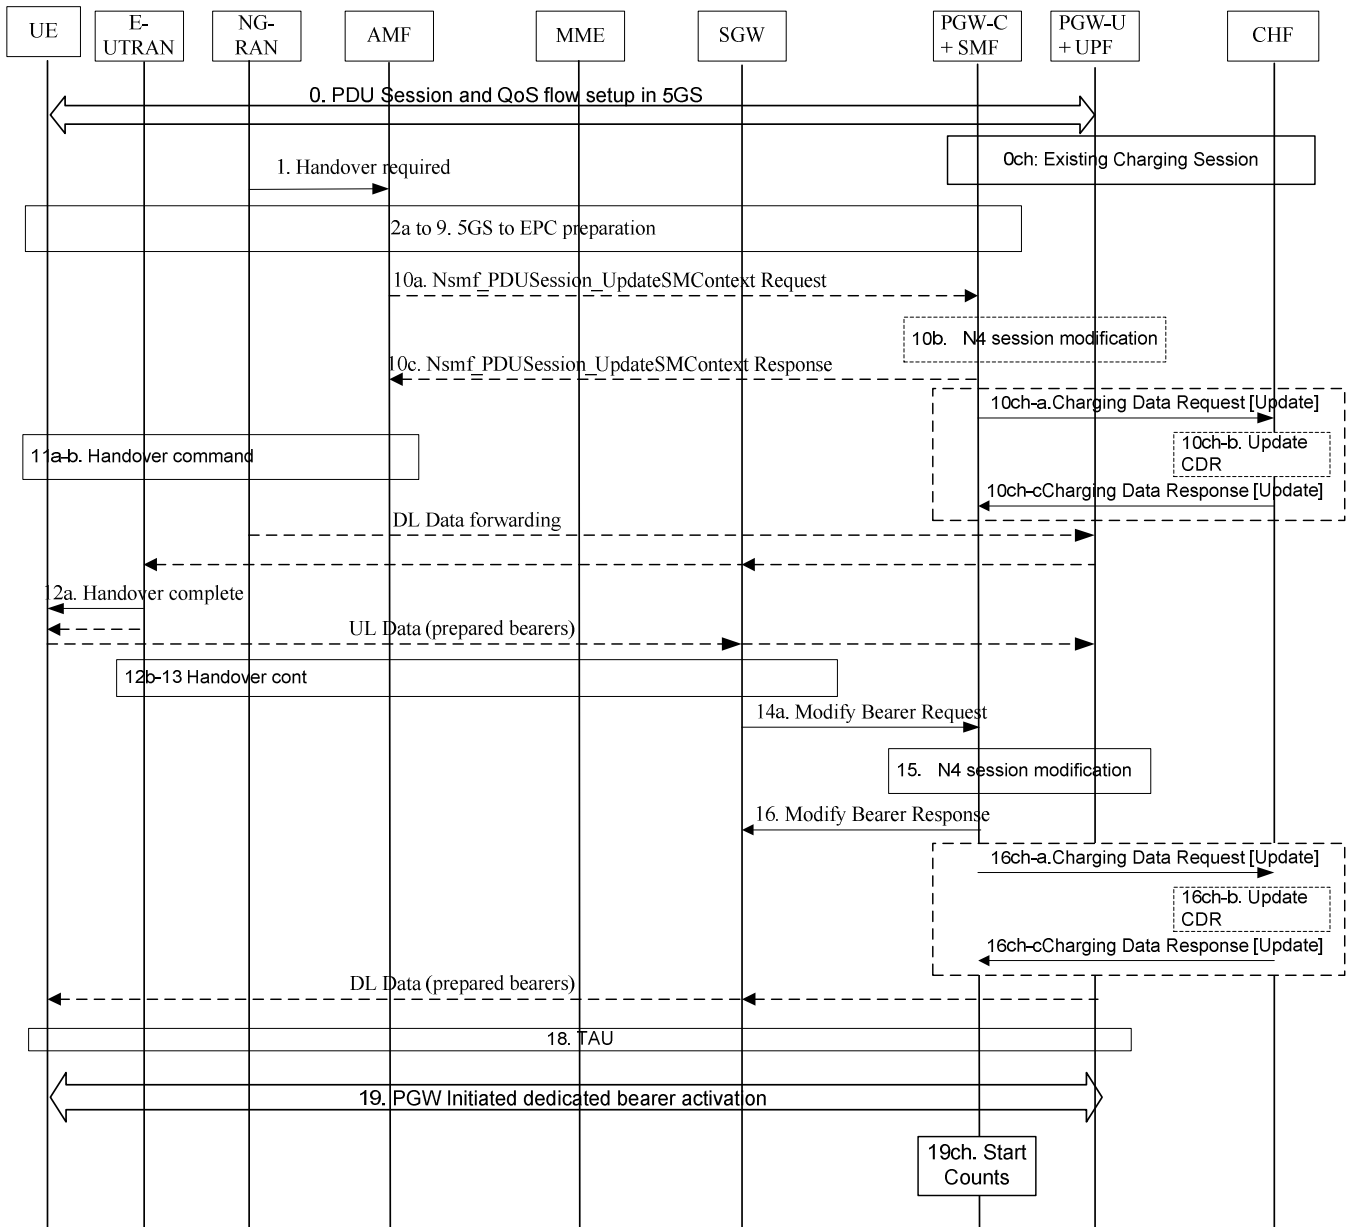 UE
E-
UTRAN
NG-
RAN
AMF
MME
SGW
PGW-C
+ SMF
PGW-U
+ UPF
CHF
0. PDU Session and QoS flow setup in 5GS
0ch: Existing Charging Session
1. Handover required
2a to 9. 5GS to EPC preparation
10a. Nsmf_PDUSession_UpdateSMContext Request
10b. N4 session modification
10c. Nsmf_PDUSession_UpdateSMContext Response
10ch-a.Charging Data Request [Update]
11a-b. Handover command
10ch-b. Update
CDR
10ch-cCharging Data Response [Update]
DL Data forwarding
12a. Handover complete
UL Data (prepared bearers)
12b-13 Handover cont
14a. Modify Bearer Request
15. N4 session modification
16. Modify Bearer Response
16ch-a.Charging Data Request [Update]
16ch-b. Update
CDR
16ch-cCharging Data Response [Update]
DL Data (prepared bearers)
18. TAU
19. PGW Initiated dedicated bearer activation
19ch. Start
Counts